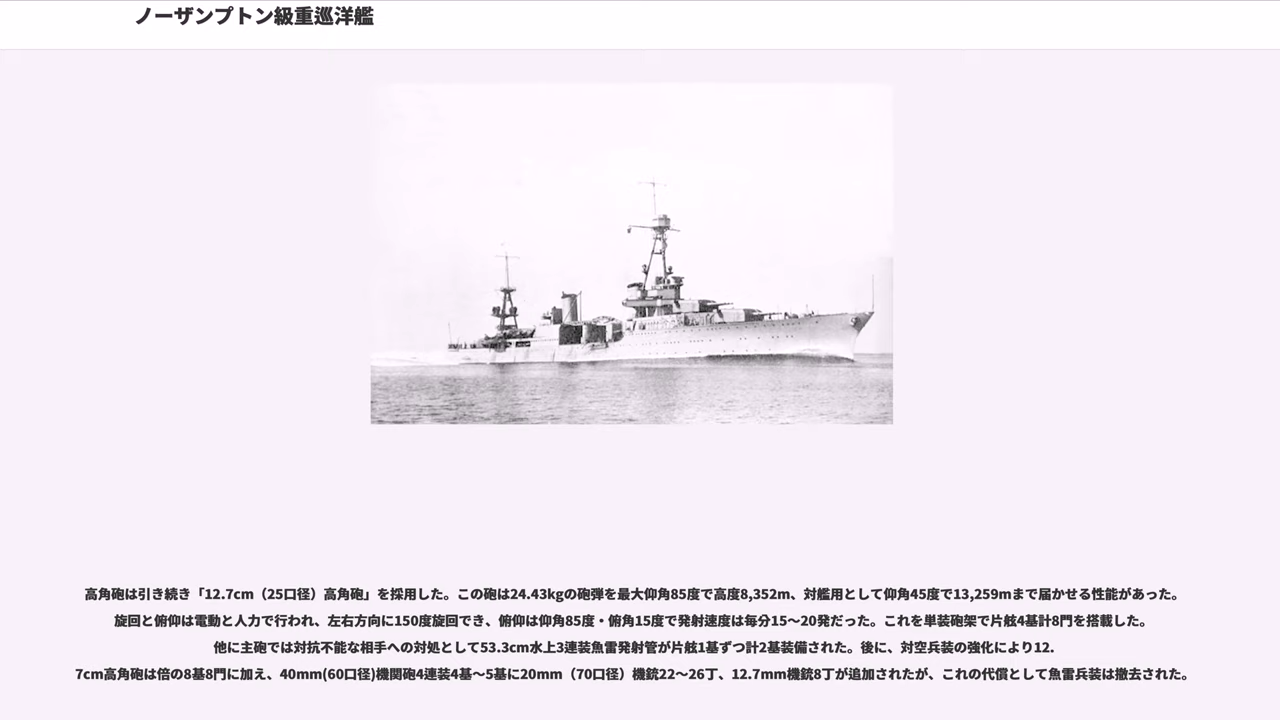 ノーザンプトン級重巡洋艦
高角砲は引き続き「12.7cm（25口径）高角砲」を採用した。この砲は24.43kgの砲弾を最大仰角85度で高度8,352m、対艦用として仰角45度で13,259mまで届かせる性能があった。
旋回と俯仰は電動と人力で行われ、左右方向に150度旋回でき、俯仰は仰角85度・俯角15度で発射速度は毎分15～20発だった。これを単装砲架で片舷4基計8門を搭載した。
他に主砲では対抗不能な相手への対処として53.3cm水上3連装魚雷発射管が片舷1基ずつ計2基装備された。後に、対空兵装の強化により12.
7cm高角砲は倍の8基8門に加え、40mm(60口径)機関砲4連装4基～5基に20mm（70口径）機銃22～26丁、12.7mm機銃8丁が追加されたが、これの代償として魚雷兵装は撤去された。